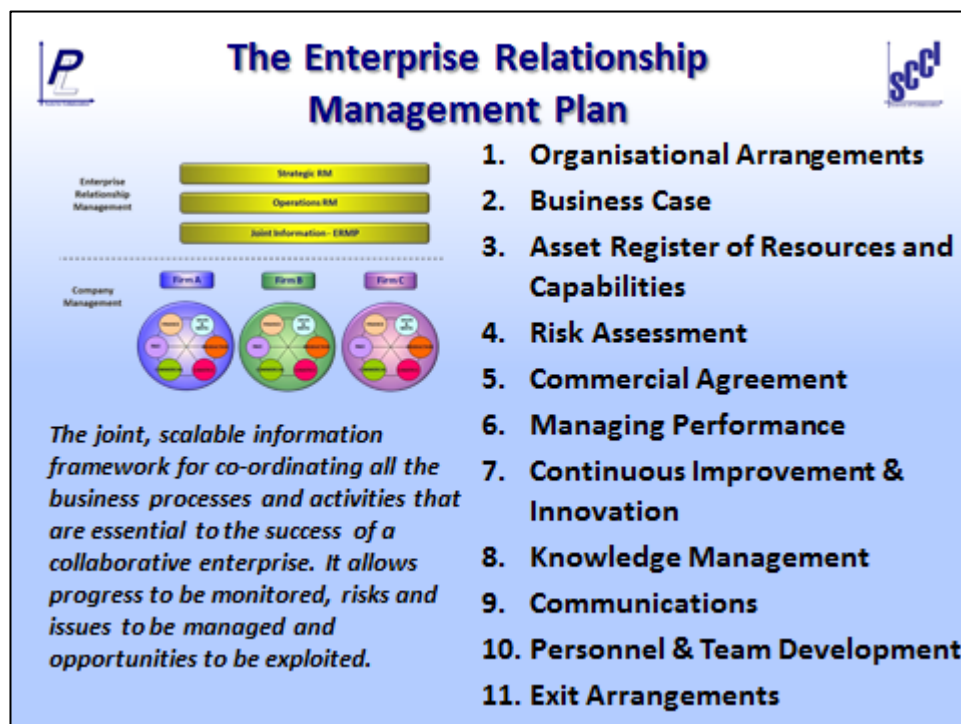 PL
The Enterprise Relationship
Management Plan
SCCI
Enterprise
Relationship
Management
Strategic RM
Operations RM
Joint Information - ERMP
Company
Management
Firm A
Firm B
Firm C
The joint, scalable information
framework for co-ordinating all the
business processes and activities that
are essential to the success of a
collaborative enterprise. It allows
progress to be monitored, risks and
issues to be managed and
opportunities to be exploited.
1. Organisational Arrangements
2. Business Case
3. Asset Register of Resources and
Capabilities
4. Risk Assessment
5. Commercial Agreement
6. Managing Performance
7. Continuous Improvement &
Innovation
8. Knowledge Management
9. Communications
10. Personnel & Team Development
11. Exit Arrangements